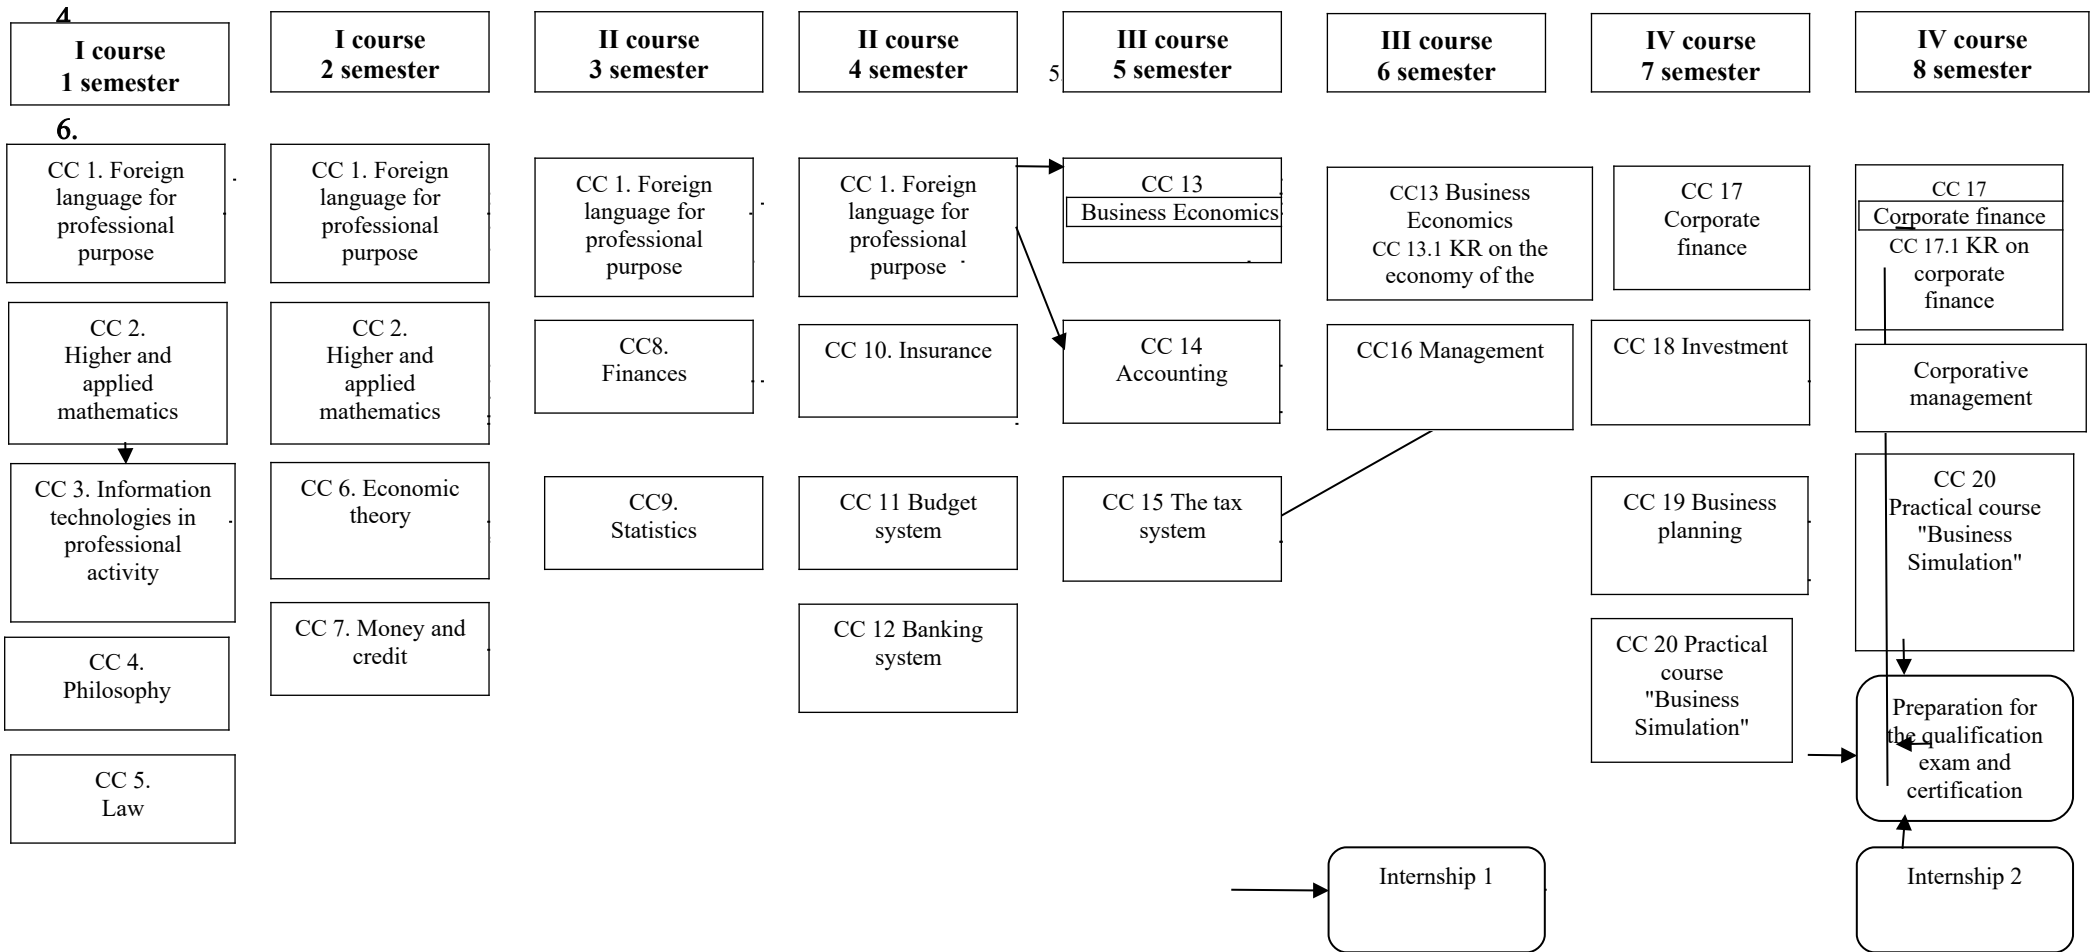 4
I course
1 semester
I course
2 semester
II course
3 semester
II course
4 semester
5
III course
5 semester
III course
6 semester
IV course
7 semester
IV course
8 semester
6.
CC 1. Foreign
language for
professional
purpose
CC 2.
Higher and
applied
mathematics
CC 3. Information
technologies in
professional
activity
CC 4.
Philosophy
CC 5.
Law
CC 1. Foreign
language for
professional
purpose
CC 2.
Higher and
applied
mathematics
CC 6. Economic
theory
CC 7. Money and
credit
CC 1. Foreign
language for
professional
purpose
CC8.
Finances
CC9.
Statistics
CC 1. Foreign
language for
professional
purpose
CC 10. Insurance
CC 11 Budget
system
CC 12 Banking
system
CC 13
Business Economics
CC 14
Accounting
CC 15 The tax
system
CC13 Business
Economics
CC 13.1 KR on the
economy of the
CC16 Management
Internship 1
CC 17
Corporate
finance
CC 18 Investment
CC 19 Business
planning
CC 20 Practical
course
"Business
Simulation"
CC 17
Corporate finance
CC 17.1 KR on
corporate
finance
Corporative
management
CC 20
Practical course
"Business
Simulation"
Preparation for
the qualification
exam and
certification
Internship 2